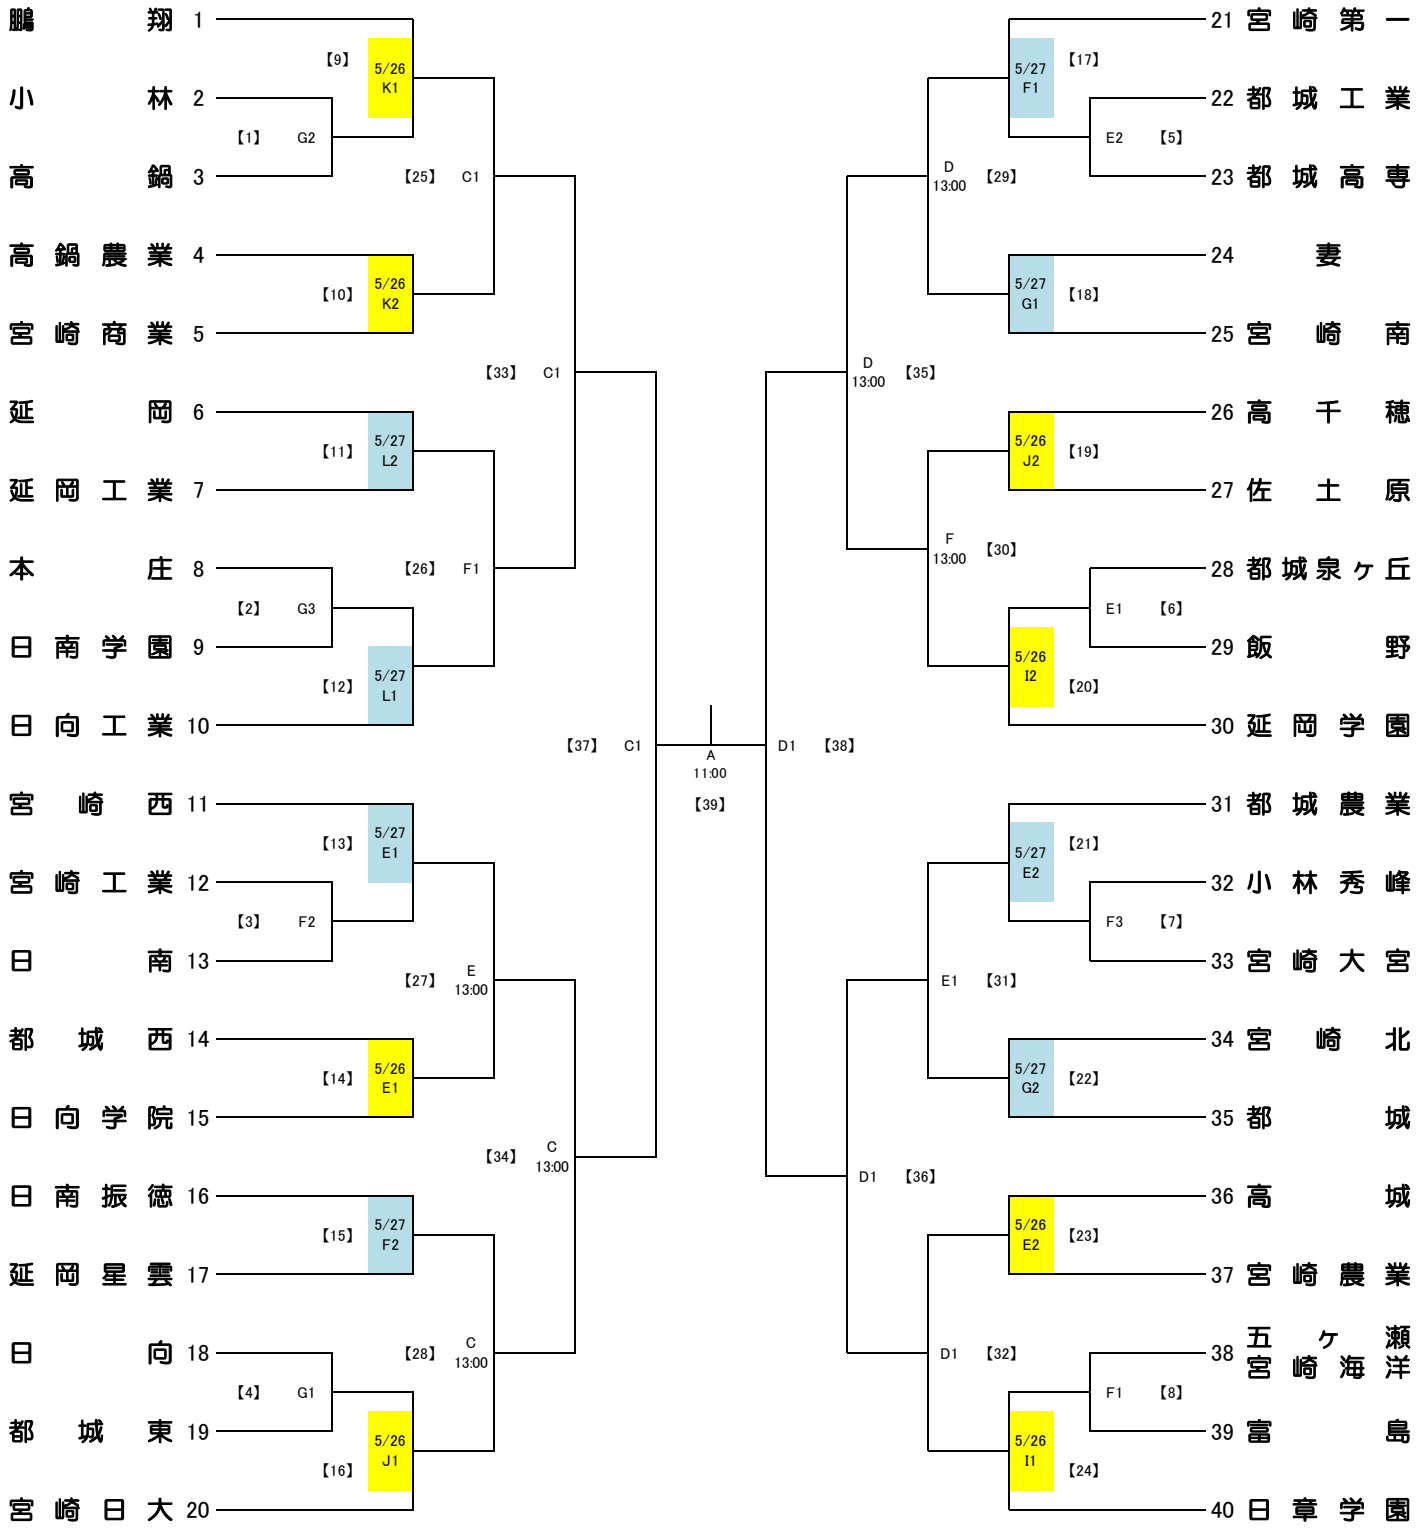 鵬翔 1
【9】 5/26 K1
小林 2
【1】 G2
高鍋 3
【25】 C1
高鍋農業 4
【10】 5/26 K2
宮崎商業 5
【33】 C1
延岡 6
【11】 5/27 L2
延岡工業 7
本庄 8
【26】 F1
【2】 G3
日南学園 9
【12】 5/27 L1
日向工業 10
【37】 C1
宮崎西 11
【13】 5/27 E1
宮崎工業 12
【3】 F2
日南 13
【27】 E 13:00
都城西 14
【14】 5/26 E1
日向学院 15
【34】 C 13:00
日南振徳 16
【15】 5/27 F2
延岡星雲 17
日向 18
【28】 C 13:00
【4】 G1
都城東 19
【16】 5/26 J1
宮崎日大 20
A
11:00
【39】
21 宮崎第一
5/27 F1 【17】
22 都城工業
E2 【5】
23 都城高専
D 13:00 【29】
24 妻
5/27 G1 【18】
25 宮崎南
D 13:00 【35】
26 高千穂
5/26 J2 【19】
27 佐土原
F 13:00 【30】
28 都城泉ヶ丘
E1 【6】
29 飯野
5/26 I2 【20】
30 延岡学園
D1 【38】
31 都城農業
5/27 E2 【21】
32 小林秀峰
F3 【7】
33 宮崎大宮
E1 【31】
34 宮崎北
5/27 G2 【22】
35 都城
D1 【36】
36 高城
5/26 E2 【23】
37 宮崎農業
38 五ヶ瀬
宮崎海洋
D1 【32】
F1 【8】
39 富島
5/26 I1 【24】
40 日章学園